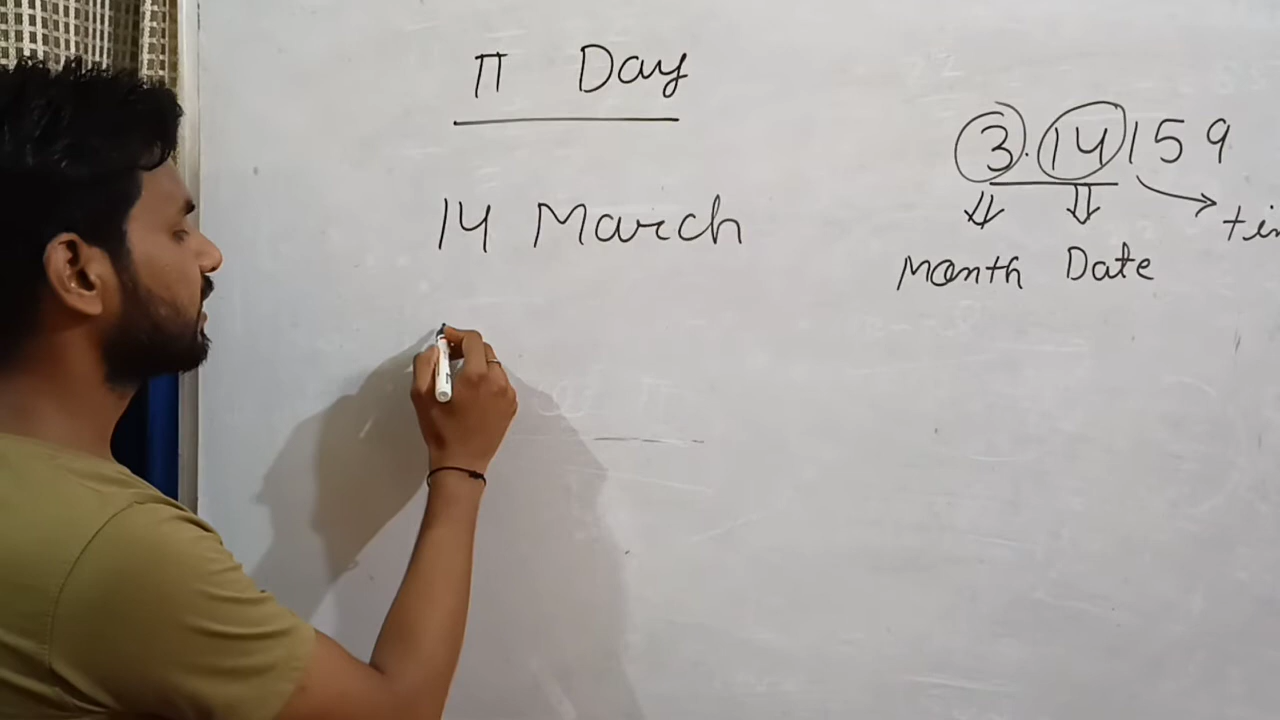 π Day
14 March
3.14159
Month Date